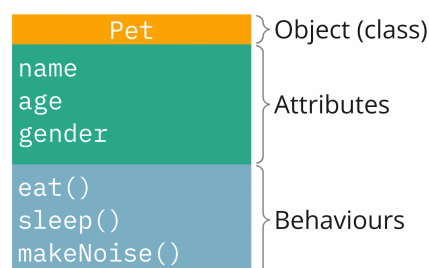 Pet
Object (class)
name
age
gender
Attributes
eat()
sleep()
makeNoise()
Behaviours